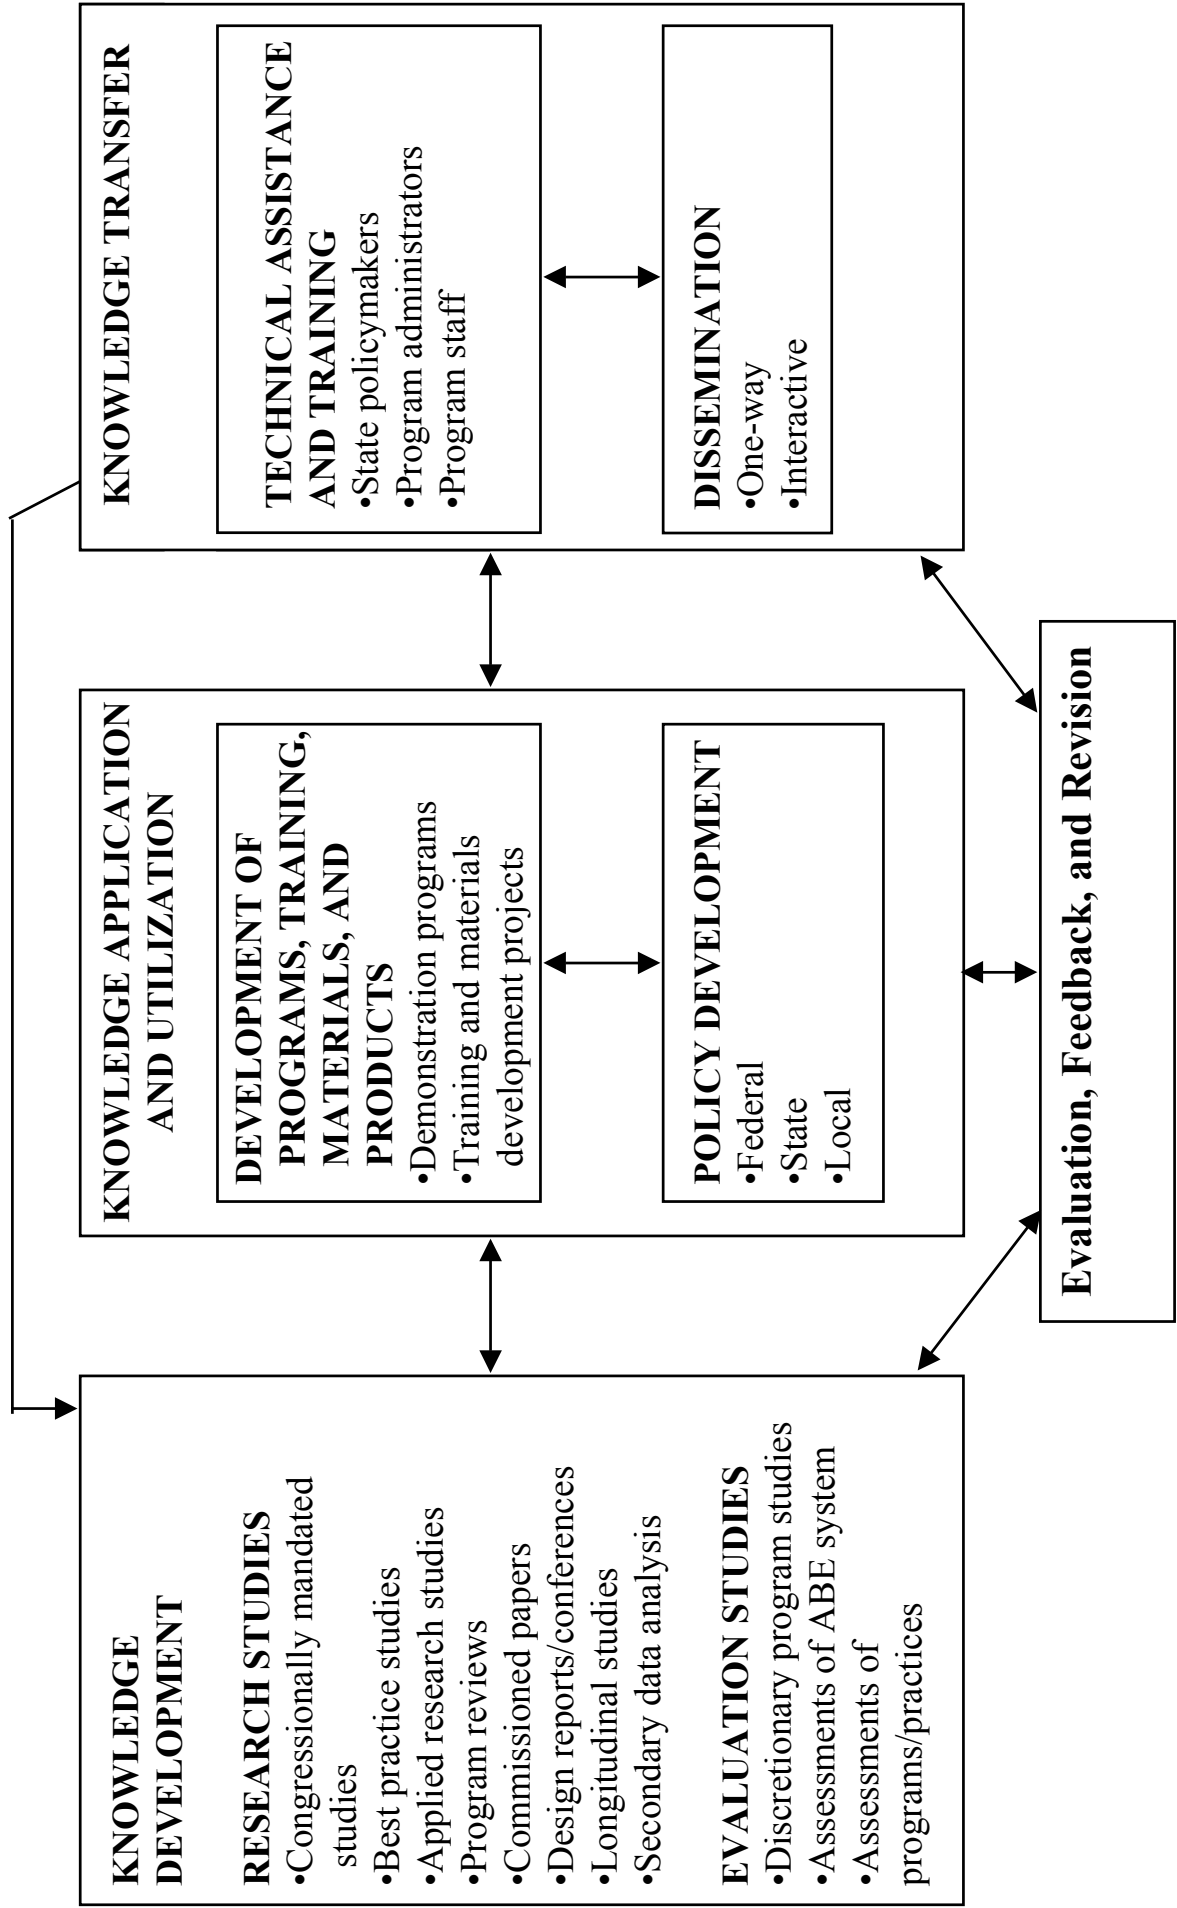 KNOWLEDGE
DEVELOPMENT
RESEARCH STUDIES
•Congressionally mandated
studies
•Best practice studies
•Applied research studies
•Program reviews
•Commissioned papers
•Design reports/conferences
•Longitudinal studies
•Secondary data analysis
EVALUATION STUDIES
•Discretionary program studies
•Assessments of ABE system
•Assessments of
programs/practices
KNOWLEDGE APPLICATION
AND UTILIZATION
DEVELOPMENT OF
PROGRAMS, TRAINING,
MATERIALS, AND
PRODUCTS
•Demonstration programs
•Training and materials
development projects
POLICY DEVELOPMENT
•Federal
•State
•Local
KNOWLEDGE TRANSFER
TECHNICAL ASSISTANCE
AND TRAINING
•State policymakers
•Program administrators
•Program staff
DISSEMINATION
•One-way
•Interactive
Evaluation, Feedback, and Revision